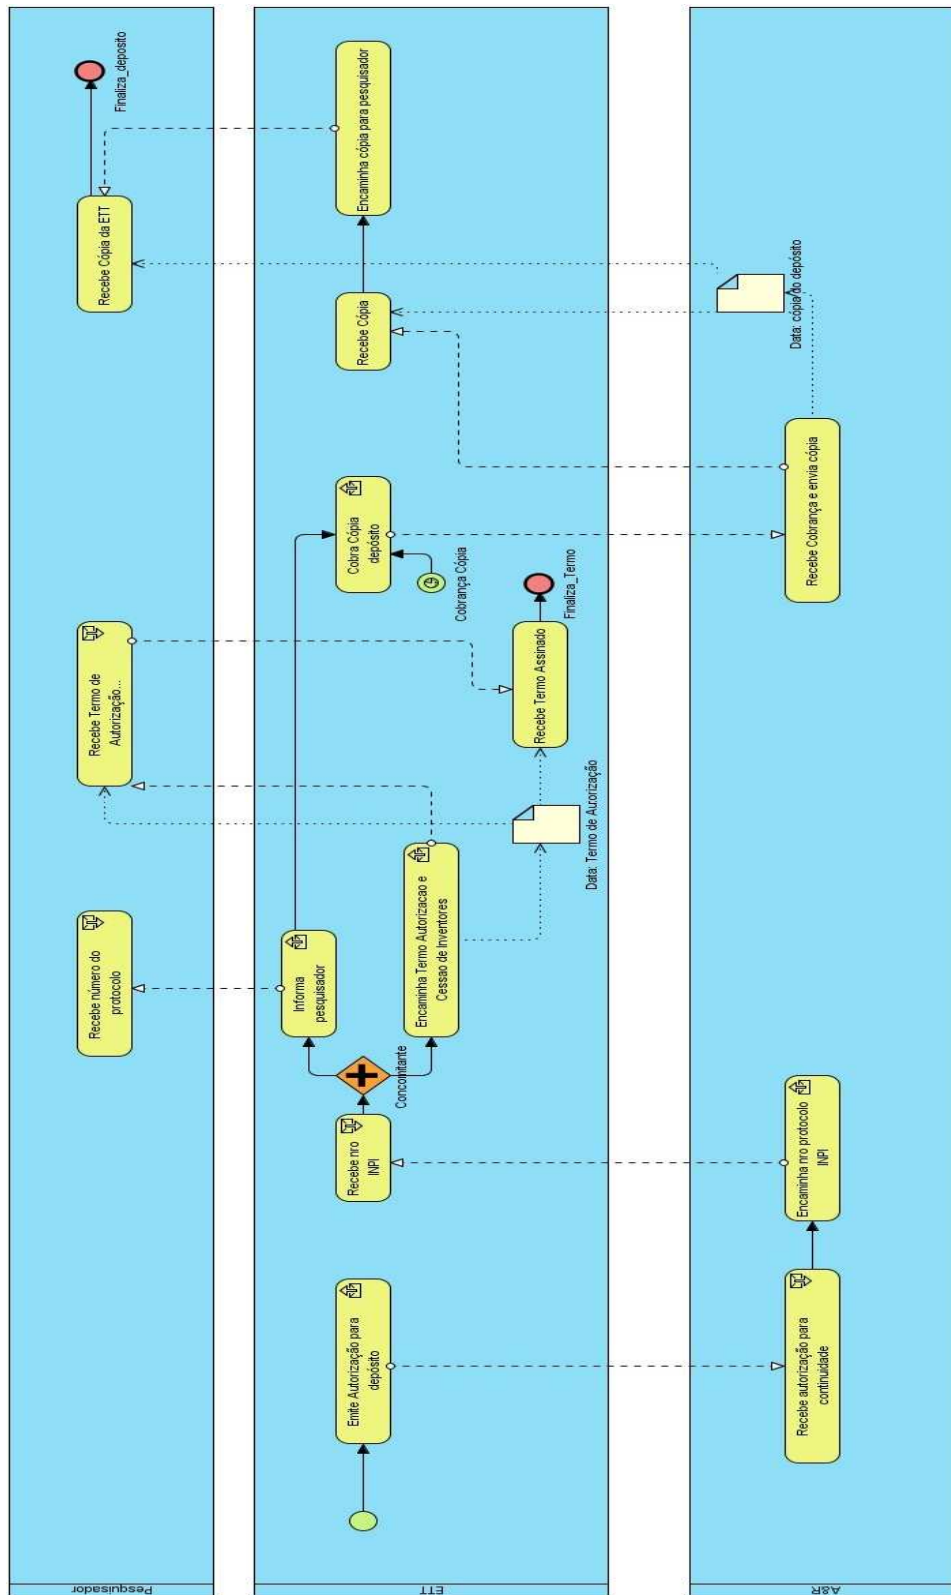 Pesquisador
Recebe número do
protocolo
Recebe Termo de
Autorização...
Recebe Cópia da ETT
Finaliza_deposito
ETT
Emite Autorização para
depósito
Recebe nro
INPI
Concomitante
Informa
pesquisador
Encaminha Termo Autorizacao e
Cessao de Inventores
Data: Termo de Autorização
Recebe Termo Assinado
Finaliza_Termo
Cobrança Cópia
Cobra Cópia
depósito
Recebe Cópia
Encaminha cópia para pesquisador
A&R
Recebe autorização para
continuidade
Encaminha nro protocolo
INPI
Recebe Cobrança e envia cópia
Data: cópia do depósito